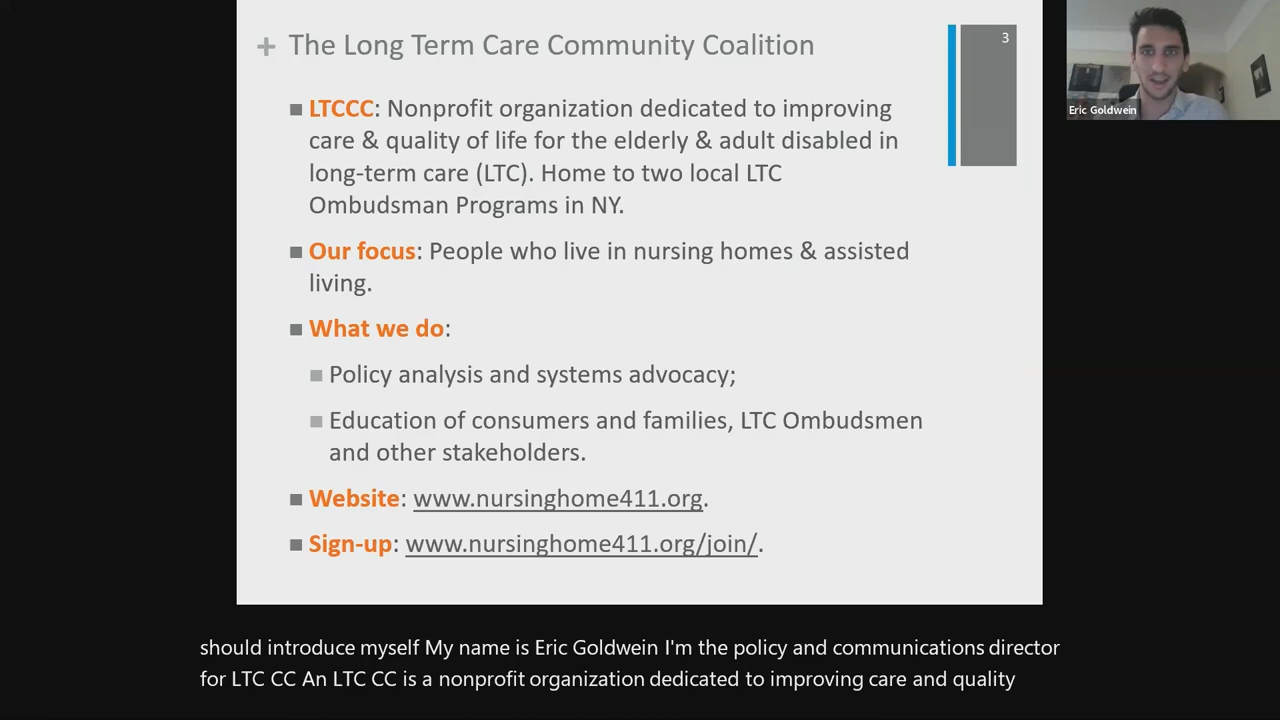 + The Long Term Care Community Coalition
3
■ LTCCC: Nonprofit organization dedicated to improving
care & quality of life for the elderly & adult disabled in
long-term care (LTC). Home to two local LTC
Ombudsman Programs in NY.
■ Our focus: People who live in nursing homes & assisted
living.
■ What we do:
■ Policy analysis and systems advocacy;
■ Education of consumers and families, LTC Ombudsmen
and other stakeholders.
■ Website: www.nursinghome411.org.
■ Sign-up: www.nursinghome411.org/join/.
Eric Goldwein
should introduce myself My name is Eric Goldwein I'm the policy and communications director
for LTC CC An LTC CC is a nonprofit organization dedicated to improving care and quality